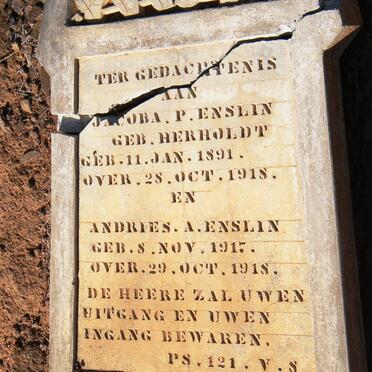 TER GEDACHTENIS
AAN
JACOBA. P. ENSLIN
GEB. HERHOLDT
GEB. 11. JAN. 1891.
OVER. 28. OCT. 1918.
EN
ANDRIES. A. ENSLIN
GEB. 8. NOV. 1917.
OVER. 29. OCT. 1918.
DE HEERE ZAL UWEN
UITGANG EN UWEN
INGANG BEWAREN.
PS. 121. V. 8